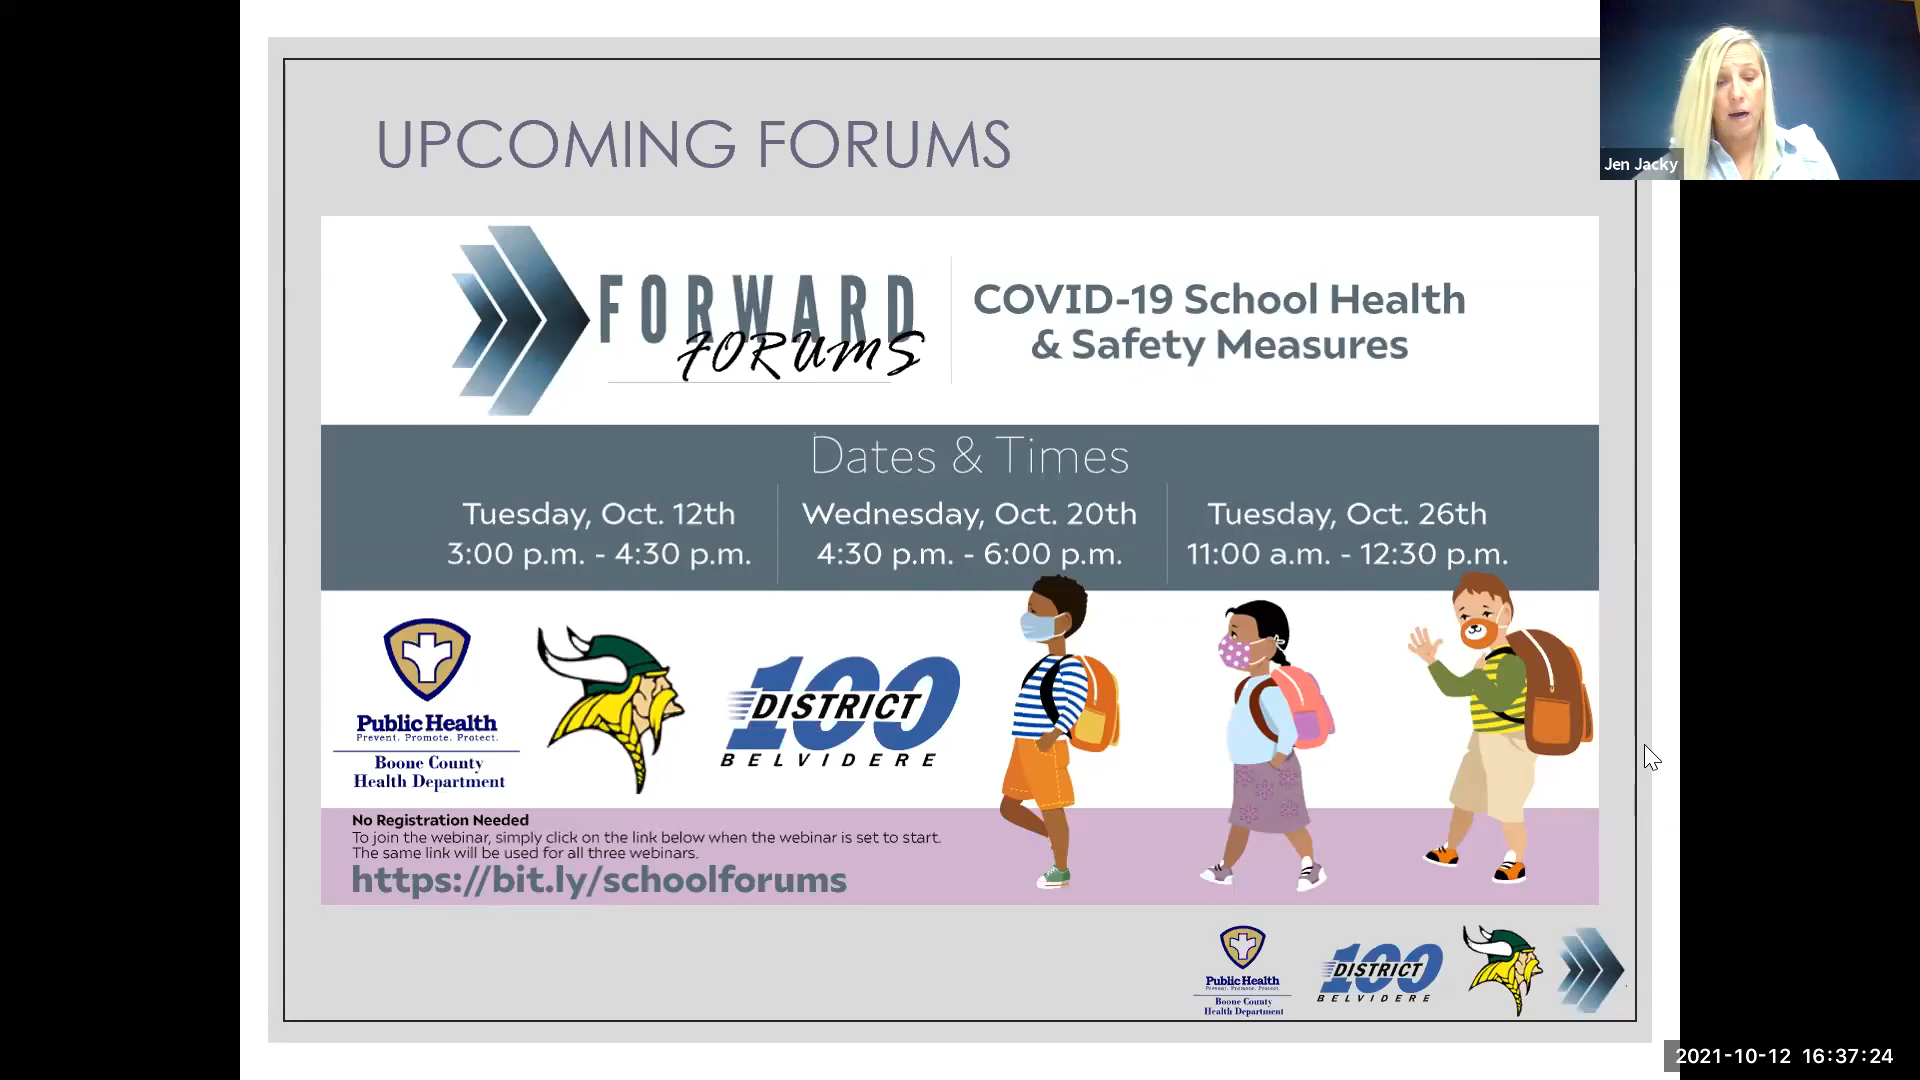 UPCOMING FORUMS
Jen Jacky
FORWARD
FORUMS
COVID-19 School Health
& Safety Measures
Dates & Times
Tuesday, Oct. 12th
3:00 p.m. - 4:30 p.m.
Wednesday, Oct. 20th
4:30 p.m. - 6:00 p.m.
Tuesday, Oct. 26th
11:00 a.m. - 12:30 p.m.
Public Health
Prevent. Promote. Protect.
Boone County
Health Department
100
DISTRICT
BELVIDERE
No Registration Needed
To join the webinar, simply click on the link below when the webinar is set to start.
The same link will be used for all three webinars.
https://bit.ly/schoolforums
Public Health
Prevent. Promote. Protect.
Boone County
Health Department
100
DISTRICT
BELVIDERE
2021-10-12 16:37:24